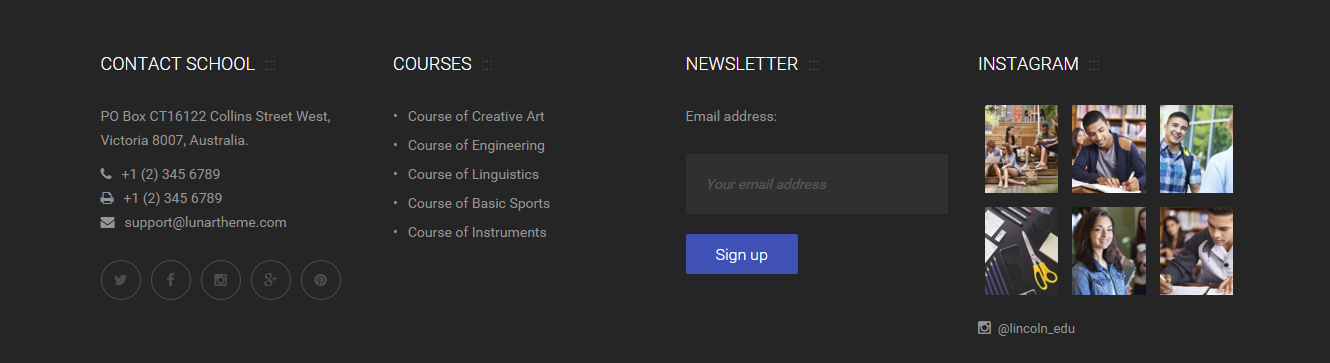 CONTACT SCHOOL :::
PO Box CT16122 Collins Street West,
Victoria 8007, Australia.
+1 (2) 345 6789
+1 (2) 345 6789
support@lunartheme.com
COURSES :::
• Course of Creative Art
• Course of Engineering
• Course of Linguistics
• Course of Basic Sports
• Course of Instruments
NEWSLETTER :::
Email address:
Your email address
Sign up
INSTAGRAM :::
@lincoln_edu